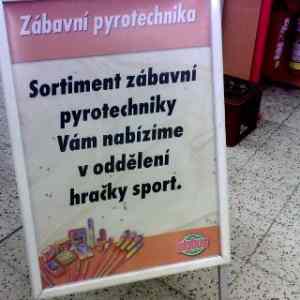 Zábavní pyrotechnika
Sortiment zábavní
pyrotechniky
Vám nabízíme
v oddělení
hračky sport.